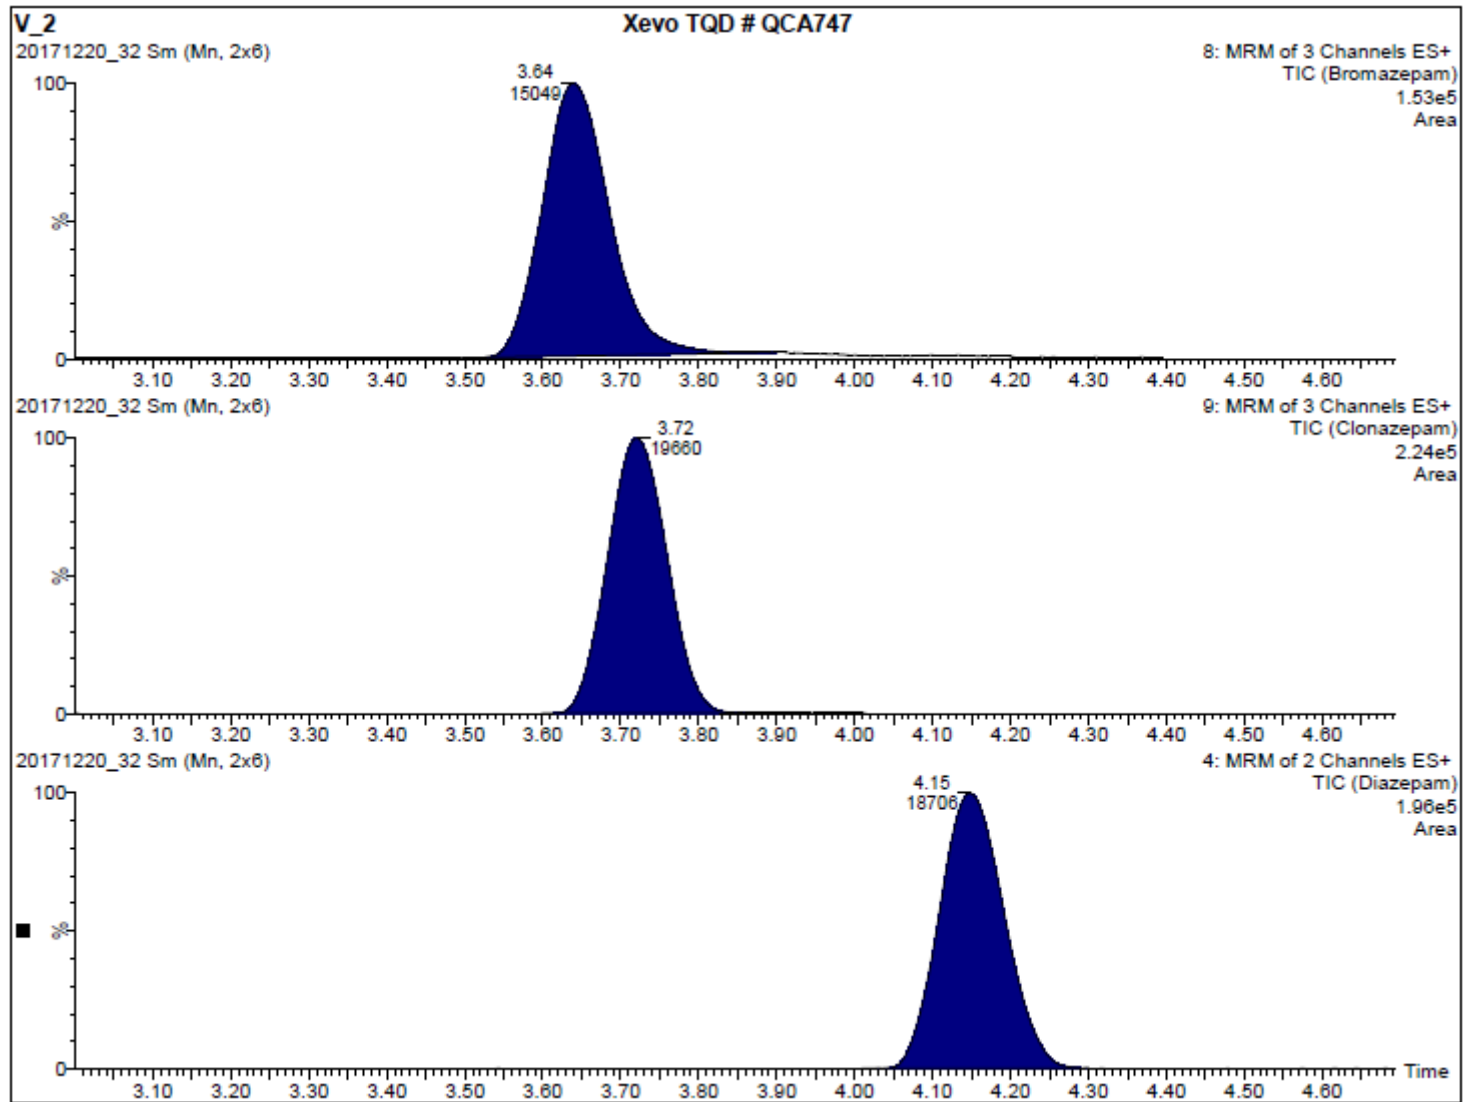 V_2
Xevo TQD # QCA747
20171220_32 Sm (Mn, 2x6)
8: MRM of 3 Channels ES+
TIC (Bromazepam)
1.53e5
Area
3.64
15049
100
%
0
3.10 3.20 3.30 3.40 3.50 3.60 3.70 3.80 3.90 4.00 4.10 4.20 4.30 4.40 4.50 4.60
20171220_32 Sm (Mn, 2x6)
9: MRM of 3 Channels ES+
TIC (Clonazepam)
2.24e5
Area
3.72
19660
100
%
0
3.10 3.20 3.30 3.40 3.50 3.60 3.70 3.80 3.90 4.00 4.10 4.20 4.30 4.40 4.50 4.60
20171220_32 Sm (Mn, 2x6)
4: MRM of 2 Channels ES+
TIC (Diazepam)
1.96e5
Area
4.15
18706
100
%
0
Time
3.10 3.20 3.30 3.40 3.50 3.60 3.70 3.80 3.90 4.00 4.10 4.20 4.30 4.40 4.50 4.60